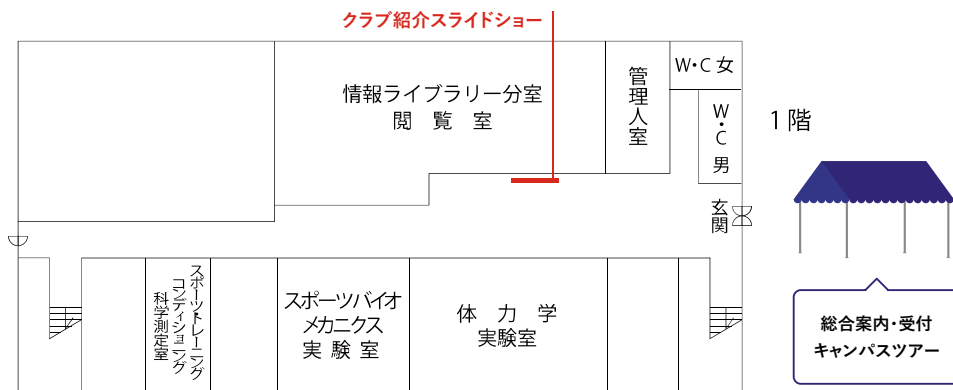 クラブ紹介スライドショー
情報ライブラリー分室
閲覧室
管理人室
W・C女
W・C男
1階
玄関
スポーツトレーニング
コンディショニング
科学測定室
スポーツバイオ
メカニクス
実験室
体力学
実験室
総合案内・受付
キャンパスツアー